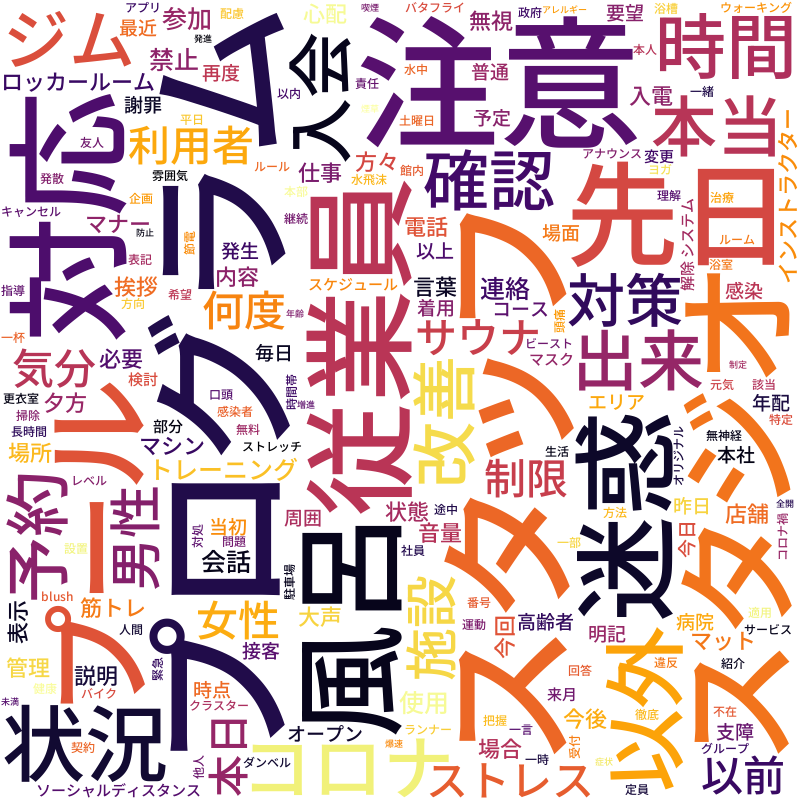 アプリ
配慮
心配
喫煙
バタフライ
政府
アレルギー
要望
浴槽
ウォーキング
ジム
最近
参加
発進
注意
無視
本人
時間
禁止
再度
入会
水中
普通
責任
一緒
ロッカールーム
謝罪
以内
入電
本当
平日
土曜日
予定
対応
友人
利用者
プログラム
方々
アナウンス
変更
インストラクター
ルール
確認
館内
ヨガ
発散
雰囲気
仕事
水飛沫
先日
理解
治療
企画
本部
キャンセル
マナー
継続
電話
場面
システム
ルーム
防止
節電
発生
以上
解除
表記
内容
従業員
スタッフ
浴室
挨拶
スケジュール
言葉
連絡
対策
感染
指導
方向
希望
着用
コース
スタジオ
何度
年齢
頭痛
一杯
サウナ
ビースト
出来
制定
気分
必要
毎日
マスク
元気
該当
検討
口頭
時間帯
改善
更衣室
夕方
増進
エリア
年配
掃除
感染者
特定
プール
部分
無料
迷惑
長時間
マシン
ストレッチ
オリジナル
無神経
場所
生活
本社
トレーニング
制限
レベル
予約
男性
状態
途中
方法
昨日
店舗
全開
周囲
当初
音量
対処
問題
今日
コロナ禍
設置
会話
社員
一部
風呂
駐車場
施設
blush
筋トレ
女性
番号
適用
表示
人間
大声
運動
今回
高齢者
病院
サービス
接客
明記
マット
管理
説明
緊急
以外
違反
紹介
回答
健康
バイク
時点
来月
未満
クラスター
使用
ストレス
徹底
不在
状況
ランナー
把握
一言
今後
支障
オープン
契約
本日
爆速
場合
一時
受付
グループ
他人
ダンベル
コロナ
症状
以前
ソーシャルディスタンス
定員